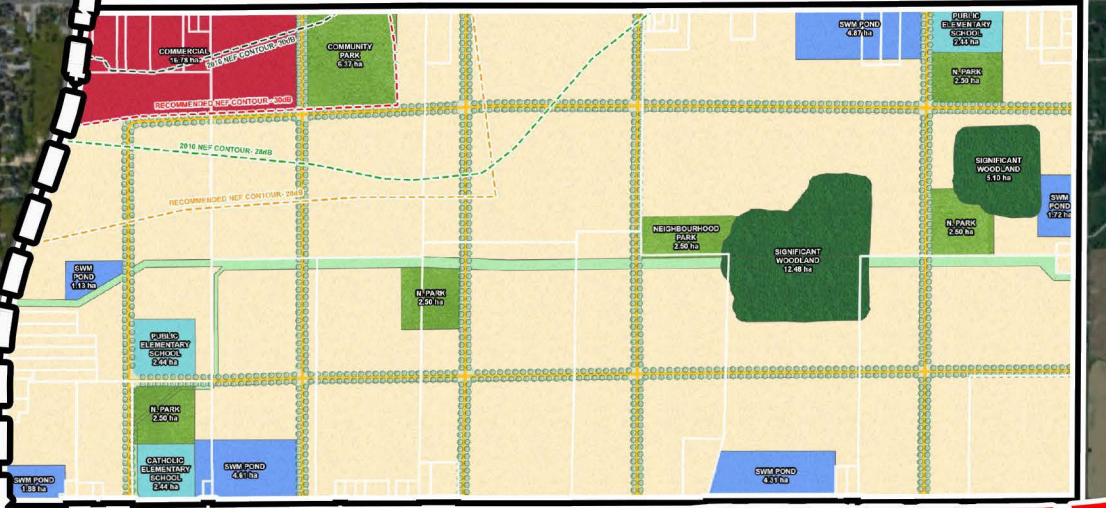 COMMERCIAL
16.78 ha
2016 NEF CONTOUR- 30dB
COMMUNITY
PARK
6.37 ha
SWM POND
4.87 ha
PUBLIC
ELEMENTARY
SCHOOL
2.44 ha
N. PARK
2.50 ha
RECOMMENDED NEF CONTOUR- 30dB
2016 NEF CONTOUR- 28dB
RECOMMENDED NEF CONTOUR- 28dB
SIGNIFICANT
WOODLAND
5.10 ha
SWM
POND
1.72 ha
N. PARK
2.50 ha
NEIGHBOURHOOD
PARK
2.50 ha
SIGNIFICANT
WOODLAND
12.48 ha
SWM
POND
1.13 ha
N. PARK
2.50 ha
PUBLIC
ELEMENTARY
SCHOOL
2.44 ha
N. PARK
2.50 ha
CATHOLIC
ELEMENTARY
SCHOOL
2.44 ha
SWM POND
4.61 ha
SWM POND
4.31 ha
SWM POND
1.88 ha